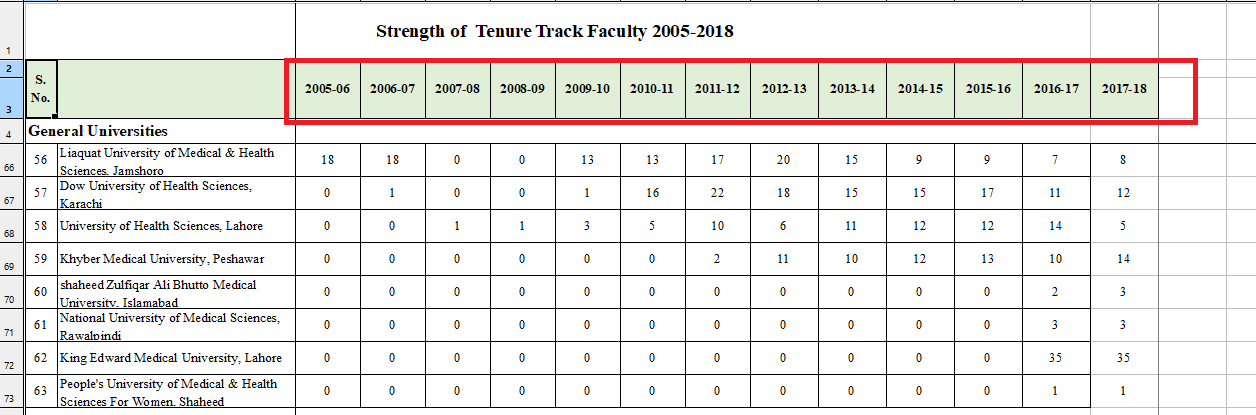 1 Strength of Tenure Track Faculty 2005-2018
2
3 S. No. 2005-06 2006-07 2007-08 2008-09 2009-10 2010-11 2011-12 2012-13 2013-14 2014-15 2015-16 2016-17 2017-18
4 General Universities
66 56 Liaquat University of Medical & Health Sciences, Jamshoro 18 18 0 0 13 13 17 20 15 9 9 7 8
67 57 Dow University of Health Sciences, Karachi 0 1 0 0 1 16 22 18 15 15 17 11 12
68 58 University of Health Sciences, Lahore 0 0 1 1 3 5 10 6 11 12 12 14 5
69 59 Khyber Medical University, Peshawar 0 0 0 0 0 0 2 11 10 12 13 10 14
70 60 shaheed Zulfiqar Ali Bhutto Medical University, Islamabad 0 0 0 0 0 0 0 0 0 0 0 2 3
71 61 National University of Medical Sciences, Rawalpindi 0 0 0 0 0 0 0 0 0 0 0 3 3
72 62 King Edward Medical University, Lahore 0 0 0 0 0 0 0 0 0 0 0 35 35
73 63 People's University of Medical & Health Sciences For Women, Shaheed 0 0 0 0 0 0 0 0 0 0 0 1 1